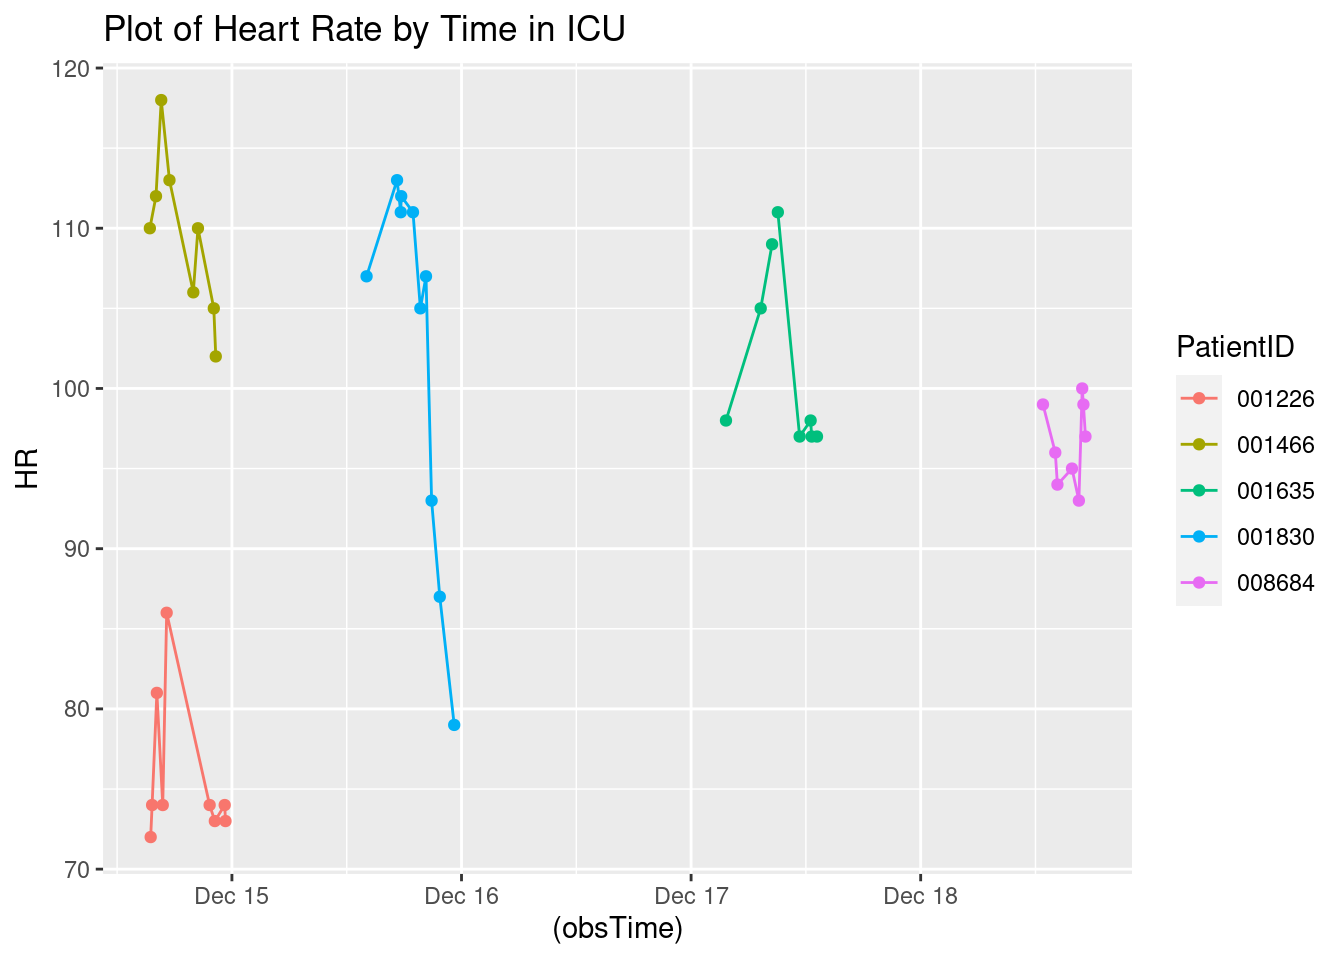 Plot of Heart Rate by Time in ICU
120
110
100
90
80
70
HR
Dec 15
Dec 16
Dec 17
Dec 18
(obsTime)
PatientID
001226
001466
001635
001830
008684